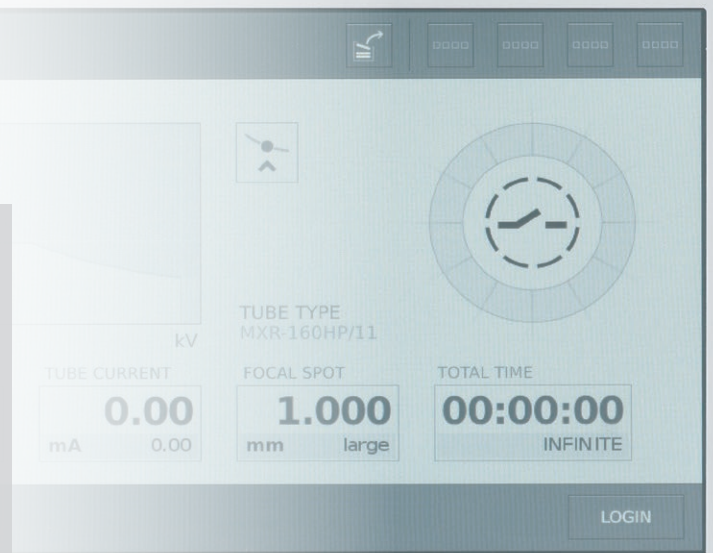 TUBE TYPE
MXR-160HP/11
kV
TUBE CURRENT
0.00
mA 0.00
FOCAL SPOT
1.000
mm large
TOTAL TIME
00:00:00
INFINITE
LOGIN